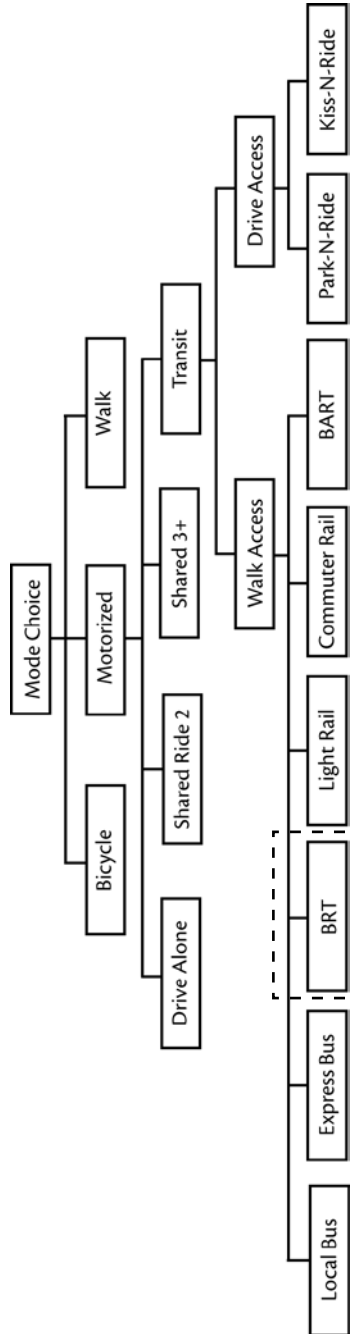 Mode Choice
Bicycle
Motorized
Walk
Drive Alone
Shared Ride 2
Shared 3+
Transit
Walk Access
Drive Access
Local Bus
Express Bus
BRT
Light Rail
Commuter Rail
BART
Park-N-Ride
Kiss-N-Ride